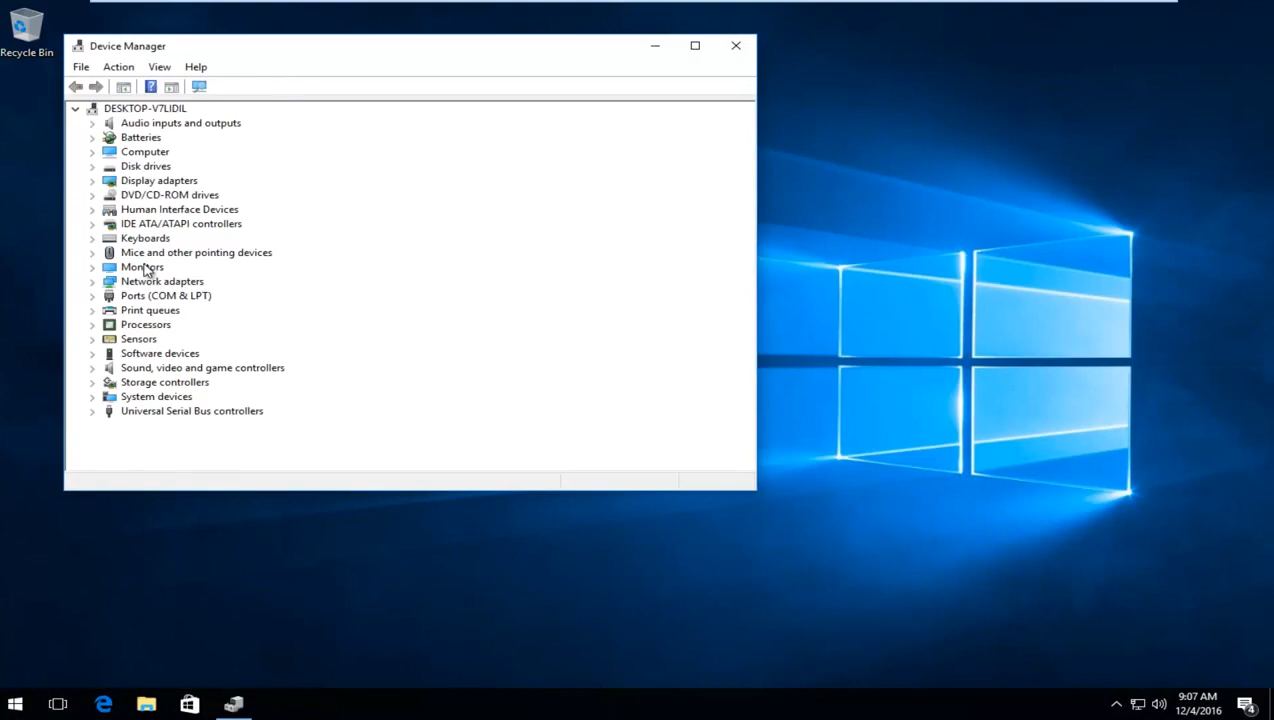 Recycle Bin
Device Manager
File Action View Help
DESKTOP-V7LIDIL
Audio inputs and outputs
Batteries
Computer
Disk drives
Display adapters
DVD/CD-ROM drives
Human Interface Devices
IDE ATA/ATAPI controllers
Keyboards
Mice and other pointing devices
Monitors
Network adapters
Ports (COM & LPT)
Print queues
Processors
Sensors
Software devices
Sound, video and game controllers
Storage controllers
System devices
Universal Serial Bus controllers
9:07 AM
12/4/2016
4